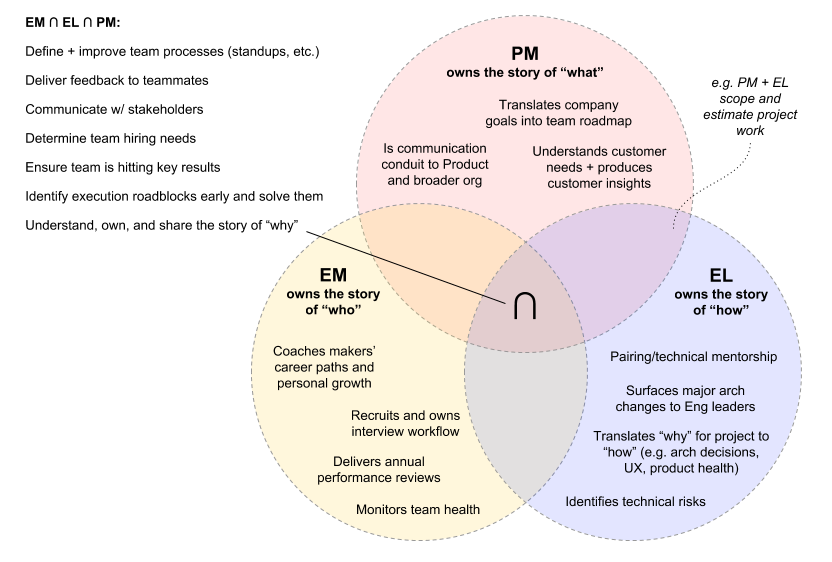 EM ∩ EL ∩ PM:
Define + improve team processes (standups, etc.)
Deliver feedback to teammates
Communicate w/ stakeholders
Determine team hiring needs
Ensure team is hitting key results
Identify execution roadblocks early and solve them
Understand, own, and share the story of “why”
PM
owns the story of “what”
Translates company
goals into team roadmap
Is communication
conduit to Product
and broader org
Understands customer
needs + produces
customer insights
e.g. PM + EL
scope and
estimate project
work
EM
owns the story
of “who”
Coaches makers’
career paths and
personal growth
Recruits and owns
interview workflow
Delivers annual
performance reviews
Monitors team health
∩
EL
owns the story
of “how”
Pairing/technical mentorship
Surfaces major arch
changes to Eng leaders
Translates “why” for project to
“how” (e.g. arch decisions,
UX, product health)
Identifies technical risks